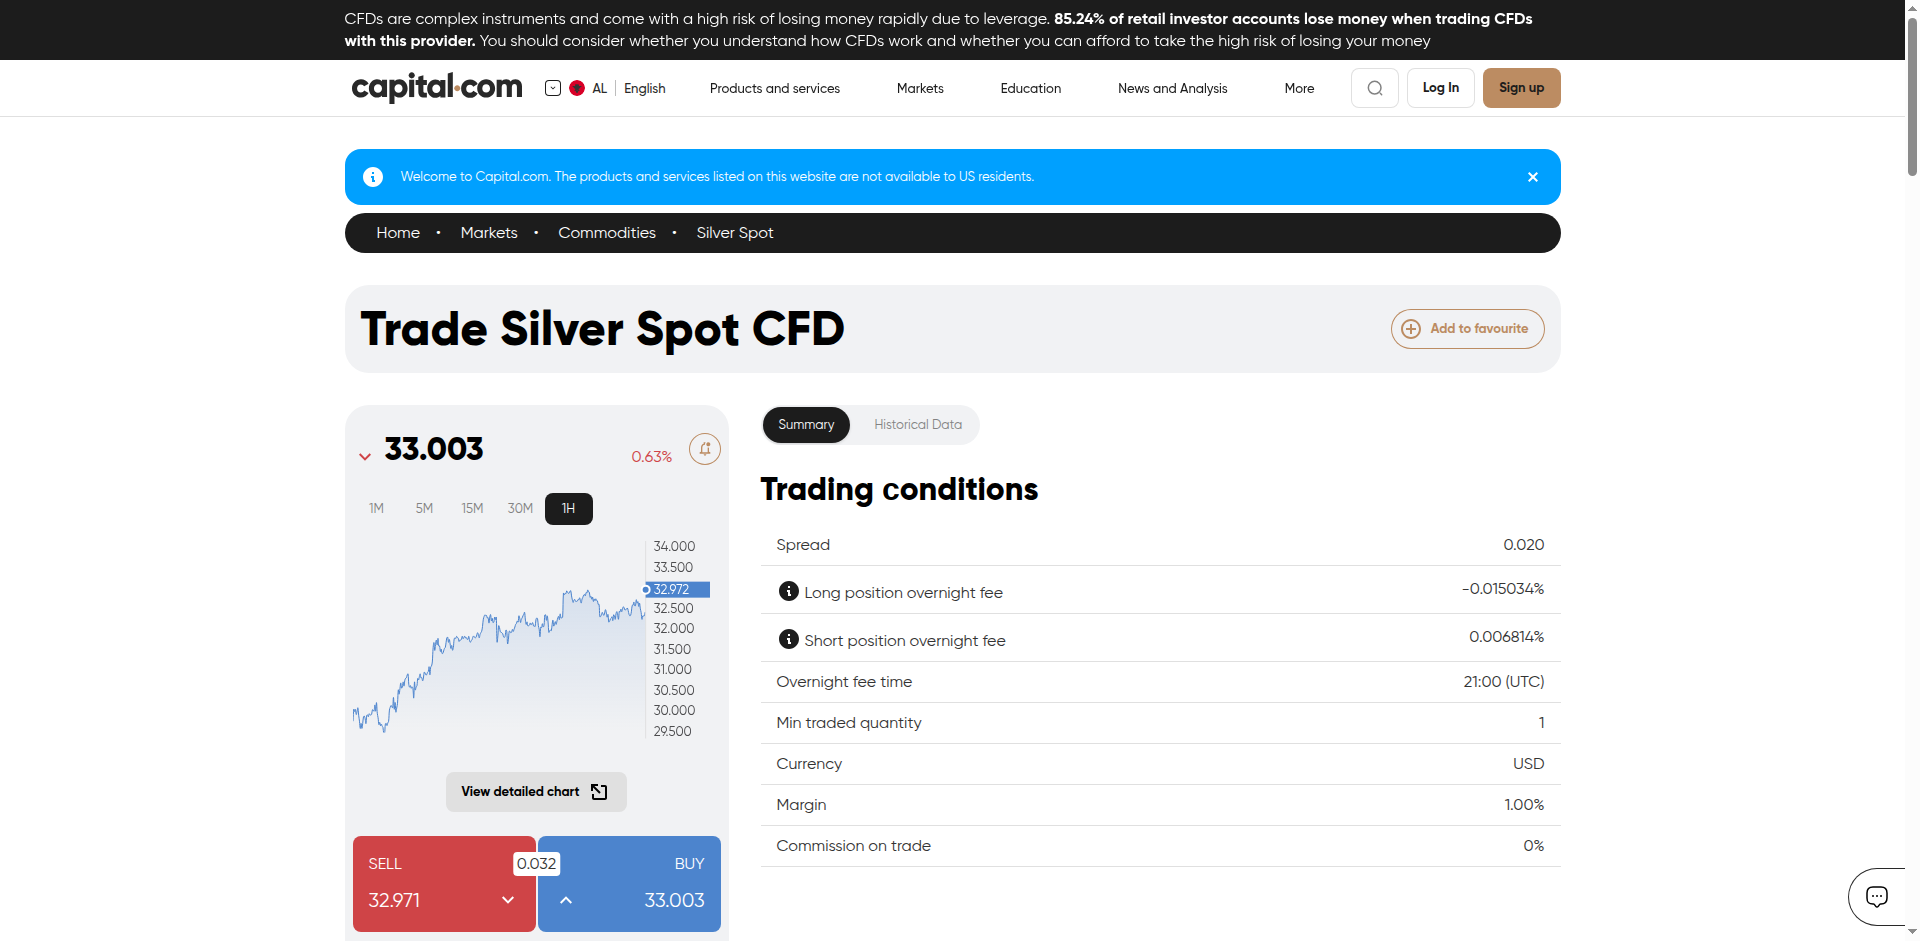 CFDs are complex instruments and come with a high risk of losing money rapidly due to leverage. 85.24% of retail investor accounts lose money when trading CFDs
with this provider. You should consider whether you understand how CFDs work and whether you can afford to take the high risk of losing your money
capital.com
AL English
Products and services
Markets
Education
News and Analysis
More
Log In
Sign up
Welcome to Capital.com. The products and services listed on this website are not available to US residents.
Home • Markets • Commodities • Silver Spot
Trade Silver Spot CFD
Add to favourite
33.003
0.63%
1M 5M 15M 30M 1H
34.000
33.500
32.972
32.500
32.000
31.500
31.000
30.500
30.000
29.500
View detailed chart
SELL
0.032
BUY
32.971
33.003
Summary
Historical Data
Trading conditions
Spread 0.020
Long position overnight fee -0.015034%
Short position overnight fee 0.006814%
Overnight fee time 21:00 (UTC)
Min traded quantity 1
Currency USD
Margin 1.00%
Commission on trade 0%